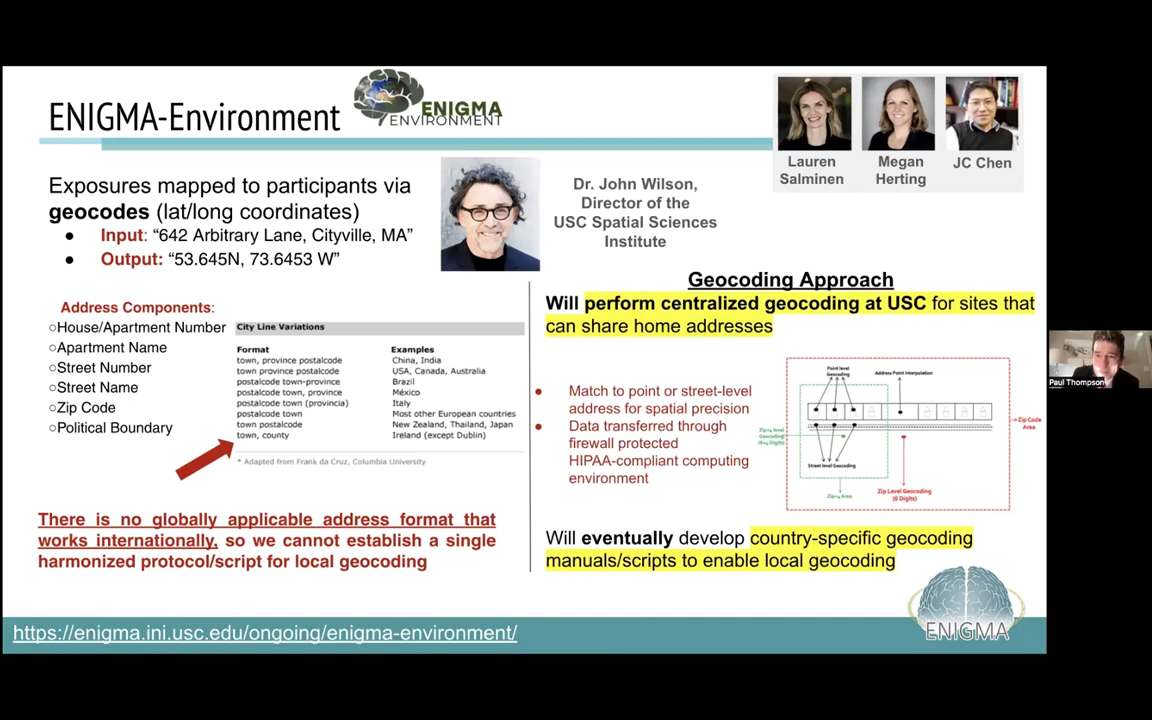 ENIGMA-Environment
ENIGMA
ENVIRONMENT
Lauren
Salminen
Megan
Herting
JC Chen
Exposures mapped to participants via
geocodes (lat/long coordinates)
● Input: “642 Arbitrary Lane, Cityville, MA”
● Output: “53.645N, 73.6453 W”
Dr. John Wilson,
Director of the
USC Spatial Sciences
Institute
Address Components:
○House/Apartment Number
○Apartment Name
○Street Number
○Street Name
○Zip Code
○Political Boundary
City Line Variations
Format Examples
town, province postalcode China, India
town province postalcode USA, Canada, Australia
postalcode town-province Brazil
postalcode town, province México
postalcode town (provincia) Italy
postalcode town Most other European countries
town postalcode New Zealand, Thailand, Japan
town, county Ireland (except Dublin)
* Adapted from Frank da Cruz, Columbia University
There is no globally applicable address format that
works internationally, so we cannot establish a single
harmonized protocol/script for local geocoding
Geocoding Approach
Will perform centralized geocoding at USC for sites that
can share home addresses
● Match to point or street-level
address for spatial precision
● Data transferred through
firewall protected
HIPAA-compliant computing
environment
Point level
Geocoding
Address Point Interpolation
Zip Code
Area
Geocoding
Street level Geocoding
Zip+4 Area
Zip Level Geocoding
(6 Digits)
Will eventually develop country-specific geocoding
manuals/scripts to enable local geocoding
https://enigma.ini.usc.edu/ongoing/enigma-environment/
ENIGMA
Paul Thompson